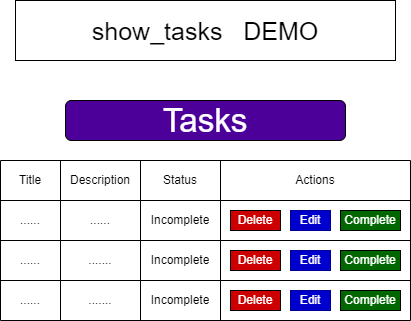 show_tasks DEMO
Tasks
Title Description Status Actions
...... ...... Incomplete Delete Edit Complete
...... ....... Incomplete Delete Edit Complete
...... ....... Incomplete Delete Edit Complete